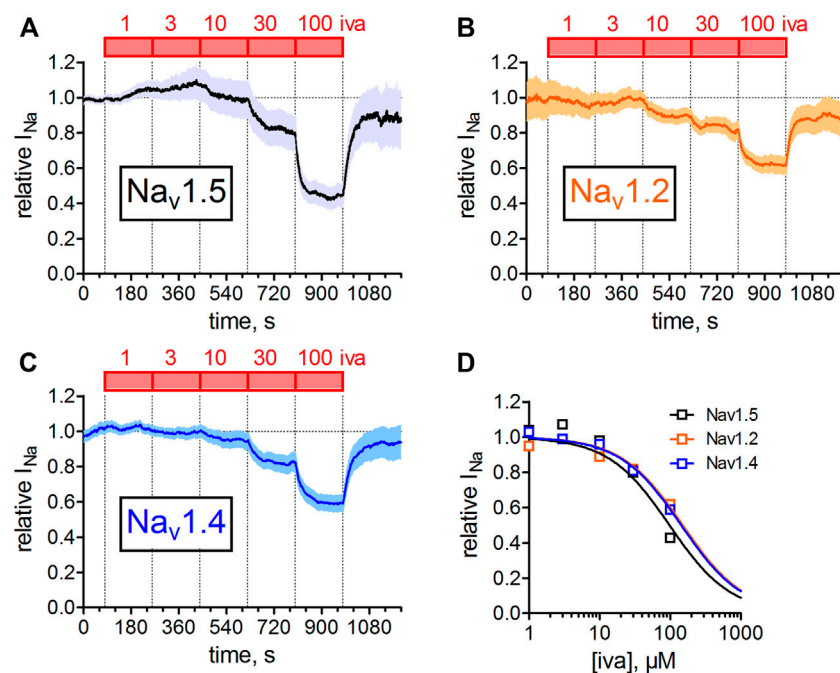 A
1 3 10 30 100 iva
relative I_Na
1.2
1.0
0.8
0.6
0.4
0.2
0.0
Na_V1.5
0 180 360 540 720 900 1080
time, s
B
1 3 10 30 100 iva
relative I_Na
1.2
1.0
0.8
0.6
0.4
0.2
0.0
Na_V1.2
0 180 360 540 720 900 1080
time, s
C
1 3 10 30 100 iva
relative I_Na
1.2
1.0
0.8
0.6
0.4
0.2
0.0
Na_V1.4
0 180 360 540 720 900 1080
time, s
D
relative I_Na
1.2
1.0
0.8
0.6
0.4
0.2
0.0
Nav1.5
Nav1.2
Nav1.4
1 10 100 1000
[iva], µM